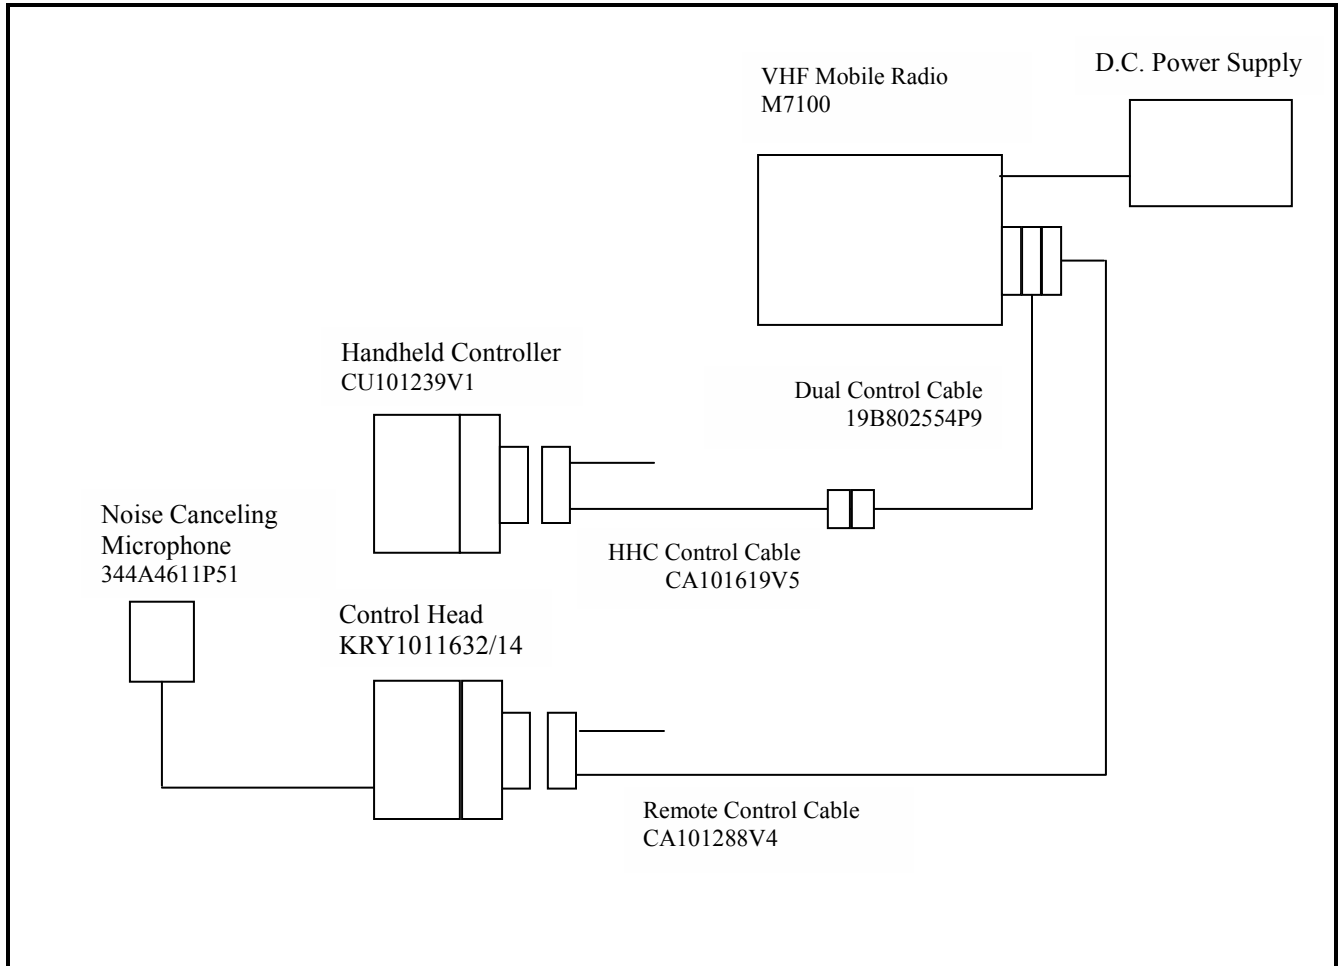 VHF Mobile Radio
M7100
D.C. Power Supply
Handheld Controller
CU101239V1
Dual Control Cable
19B802554P9
Noise Canceling
Microphone
344A4611P51
HHC Control Cable
CA101619V5
Control Head
KRY1011632/14
Remote Control Cable
CA101288V4